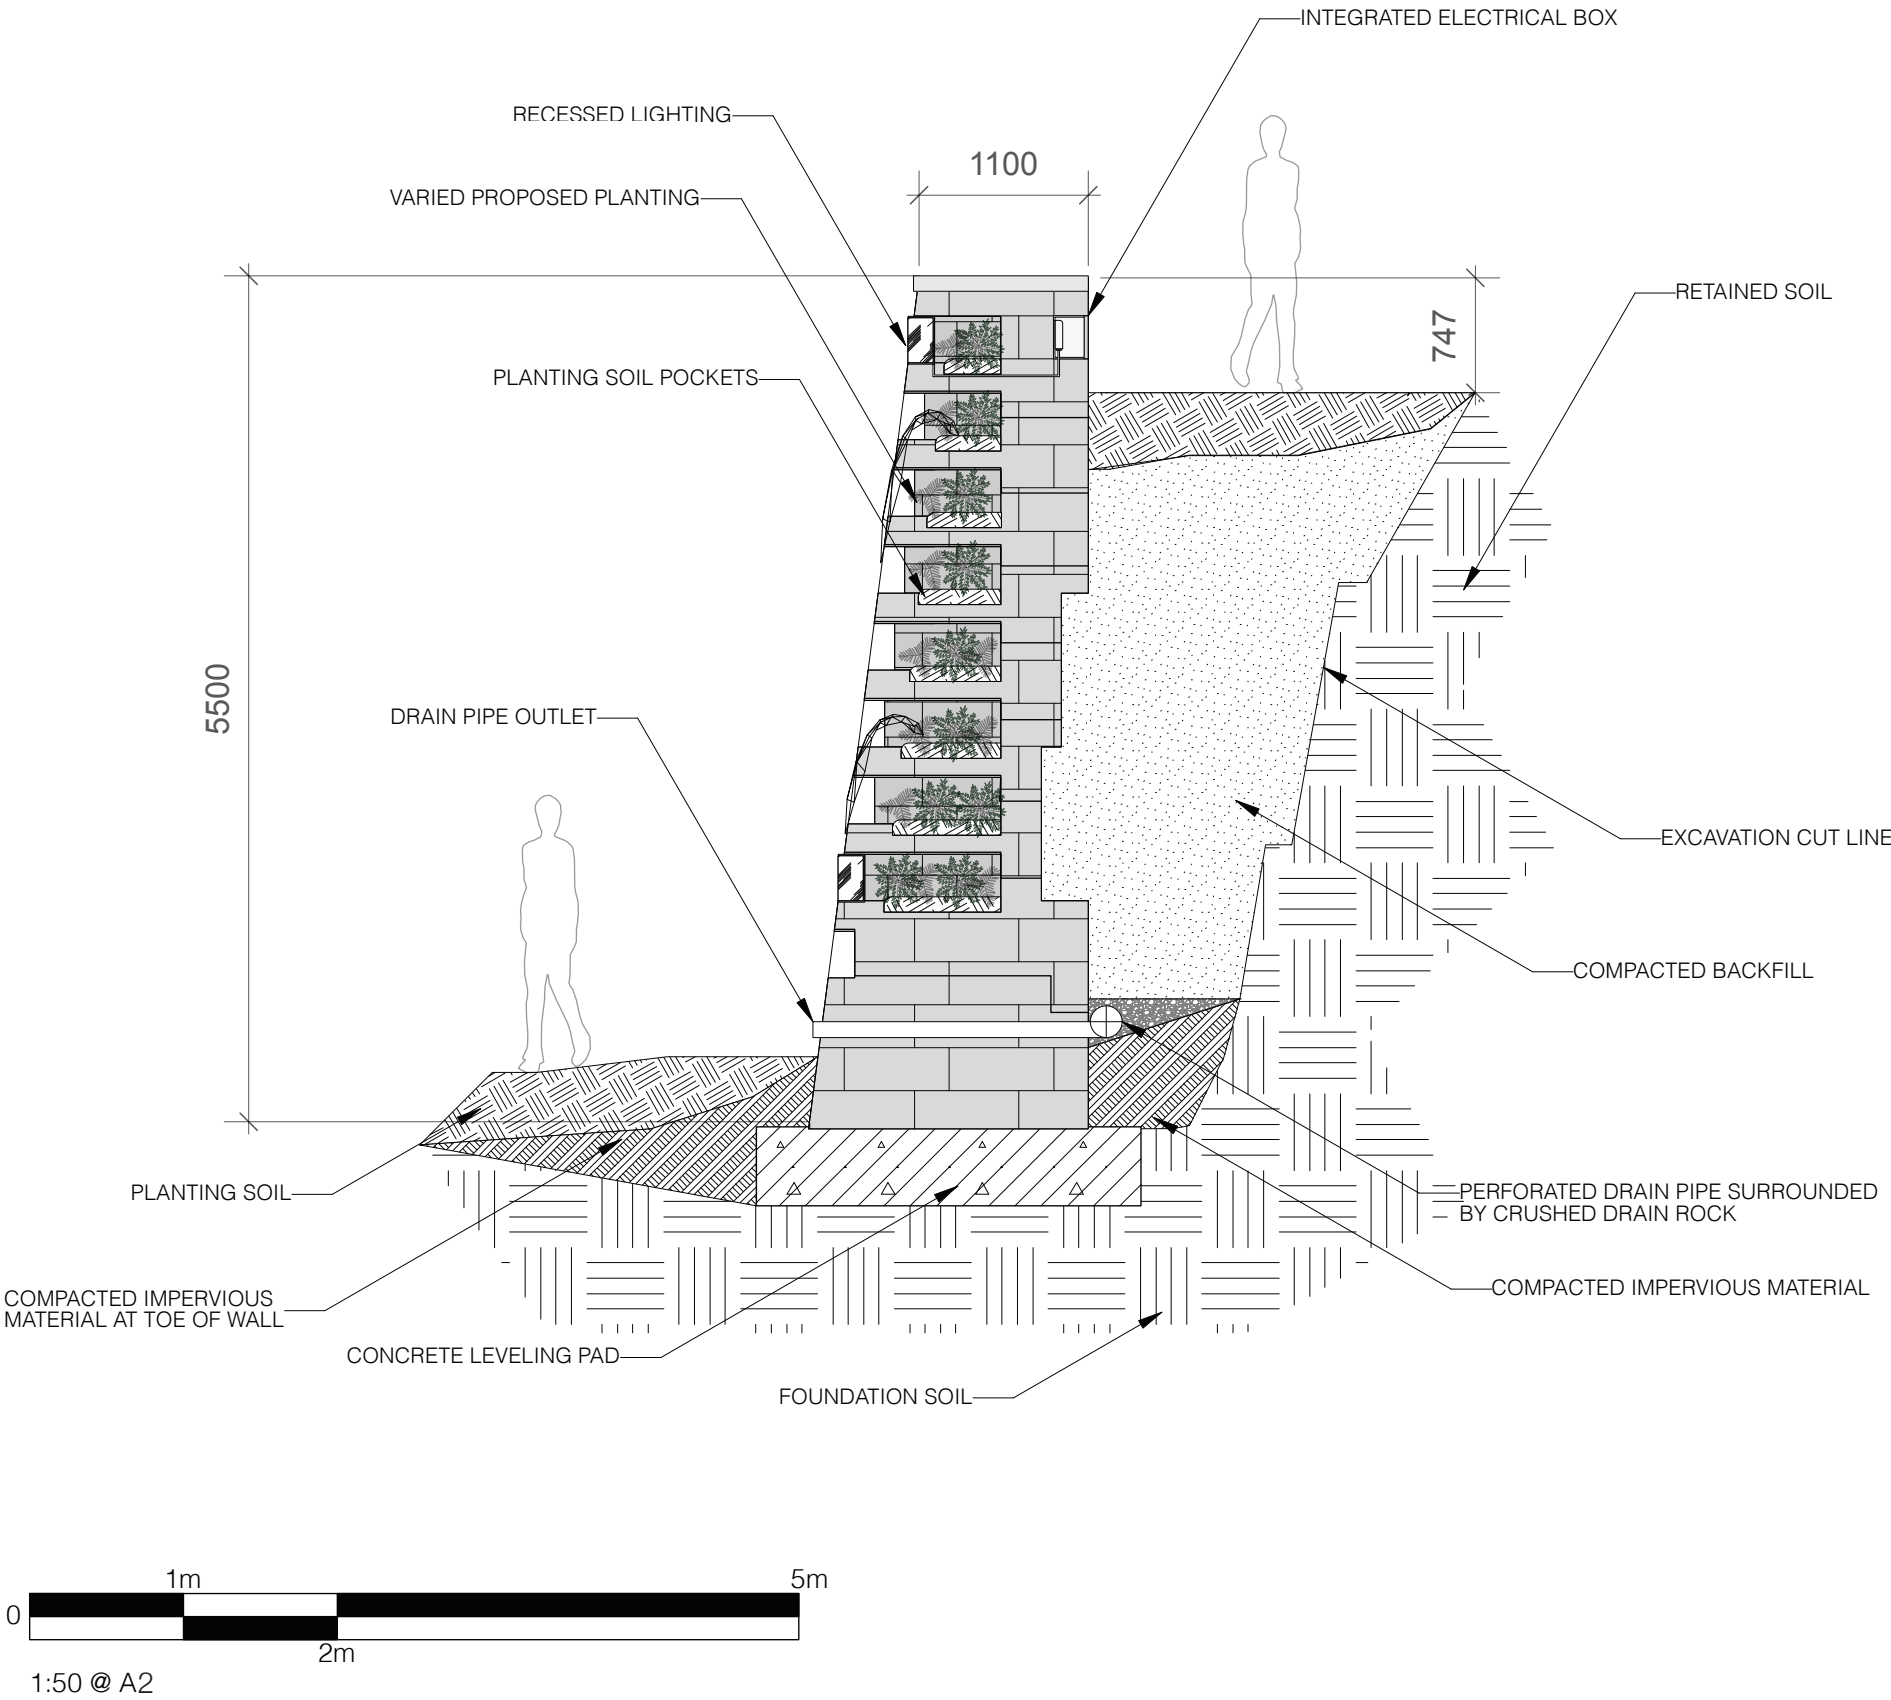 INTEGRATED ELECTRICAL BOX
RECESSED LIGHTING
1100
VARIED PROPOSED PLANTING
RETAINED SOIL
747
PLANTING SOIL POCKETS
5500
DRAIN PIPE OUTLET
EXCAVATION CUT LINE
COMPACTED BACKFILL
PLANTING SOIL
PERFORATED DRAIN PIPE SURROUNDED
BY CRUSHED DRAIN ROCK
COMPACTED IMPERVIOUS MATERIAL
COMPACTED IMPERVIOUS
MATERIAL AT TOE OF WALL
CONCRETE LEVELING PAD
FOUNDATION SOIL
1m
5m
0
2m
1:50 @ A2